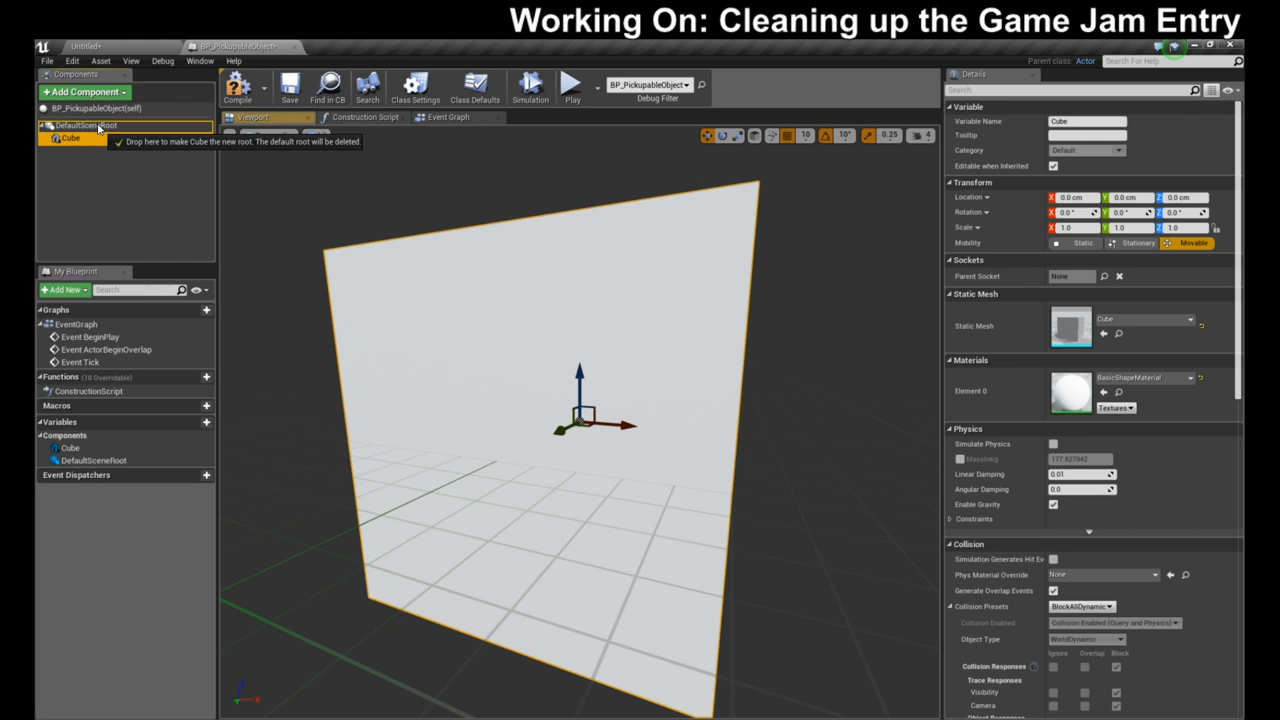 Working On: Cleaning up the Game Jam Entry
Untitled*
BP_PickupableObject*
File Edit Asset View Debug Window Help
Parent class: Actor
Search For Help
Components
+Add Component
BP_PickupableObject(self)
DefaultSceneRoot
Cube
Drop here to make Cube the new root. The default root will be deleted.
Compile
Save
Find in CB
Search
Class Settings
Class Defaults
Simulation
Play
BP_PickupableObject
Debug Filter
Viewport
Construction Script
Event Graph
10
10°
0.25
4
My Blueprint
+Add New
Search
Graphs
EventGraph
Event BeginPlay
Event ActorBeginOverlap
Event Tick
Functions (18 Overridable)
ConstructionScript
Macros
Variables
Components
Cube
DefaultSceneRoot
Event Dispatchers
Details
Search
Variable
Variable Name Cube
Tooltip
Category Default
Editable when Inherited
Transform
Location X 0.0 cm Y 0.0 cm Z 0.0 cm
Rotation X 0.0 ° Y 0.0 ° Z 0.0 °
Scale X 1.0 Y 1.0 Z 1.0
Mobility Static Stationary Movable
Sockets
Parent Socket None
Static Mesh
Static Mesh Cube
Materials
Element 0 BasicShapeMaterial
Textures
Physics
Simulate Physics
MassInKg 177.827942
Linear Damping 0.01
Angular Damping 0.0
Enable Gravity
Constraints
Collision
Simulation Generates Hit Ev
Phys Material Override None
Generate Overlap Events
Collision Presets BlockAllDynamic
Collision Enabled Collision Enabled (Query and Physics)
Object Type WorldDynamic
Ignore Overlap Block
Collision Responses
Trace Responses
Visibility
Camera
Z
Y
X